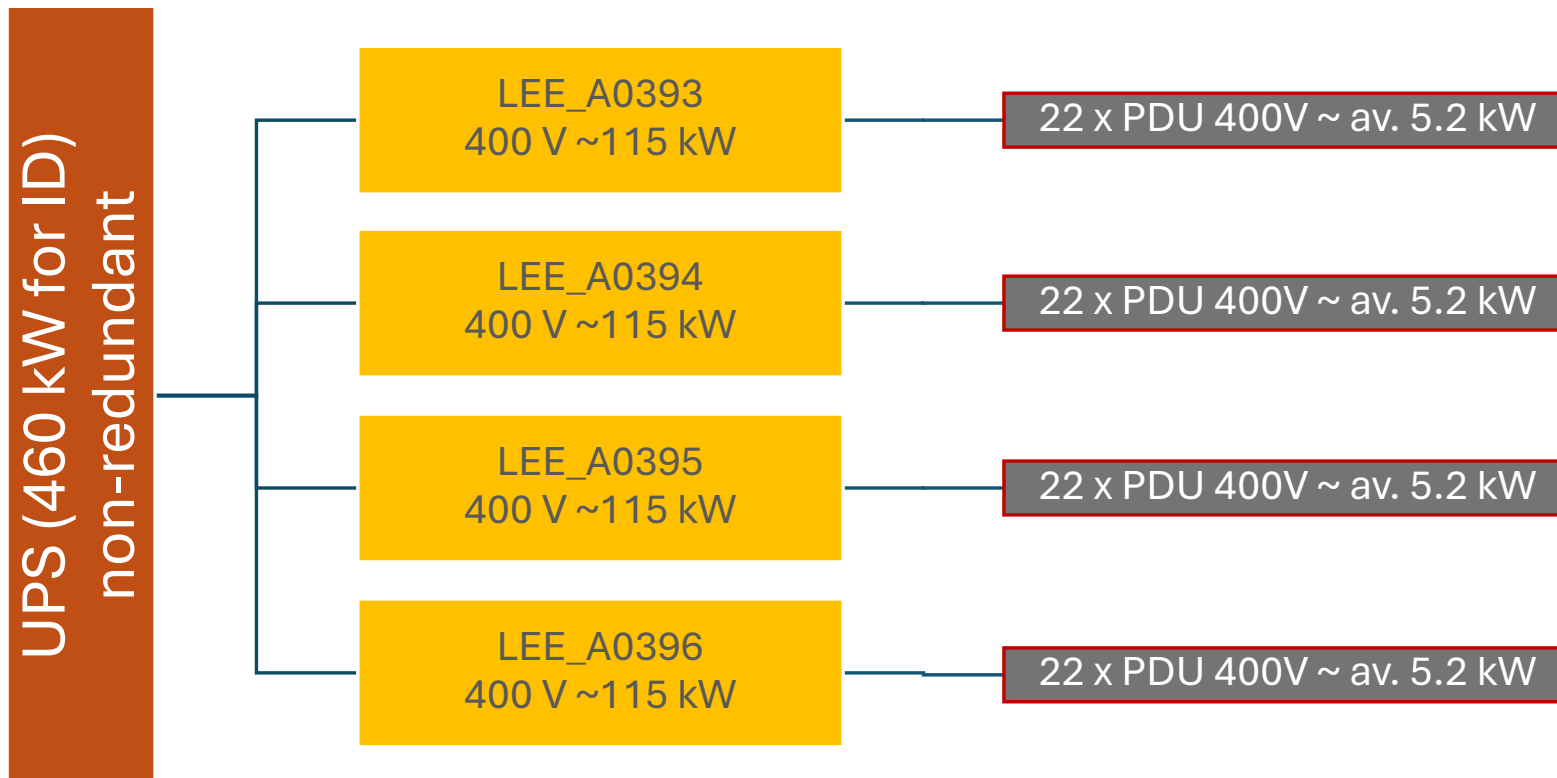 UPS (460 kW for ID)
non-redundant
LEE_A0393
400 V ~115 kW
22 x PDU 400V ~ av. 5.2 kW
LEE_A0394
400 V ~115 kW
22 x PDU 400V ~ av. 5.2 kW
LEE_A0395
400 V ~115 kW
22 x PDU 400V ~ av. 5.2 kW
LEE_A0396
400 V ~115 kW
22 x PDU 400V ~ av. 5.2 kW